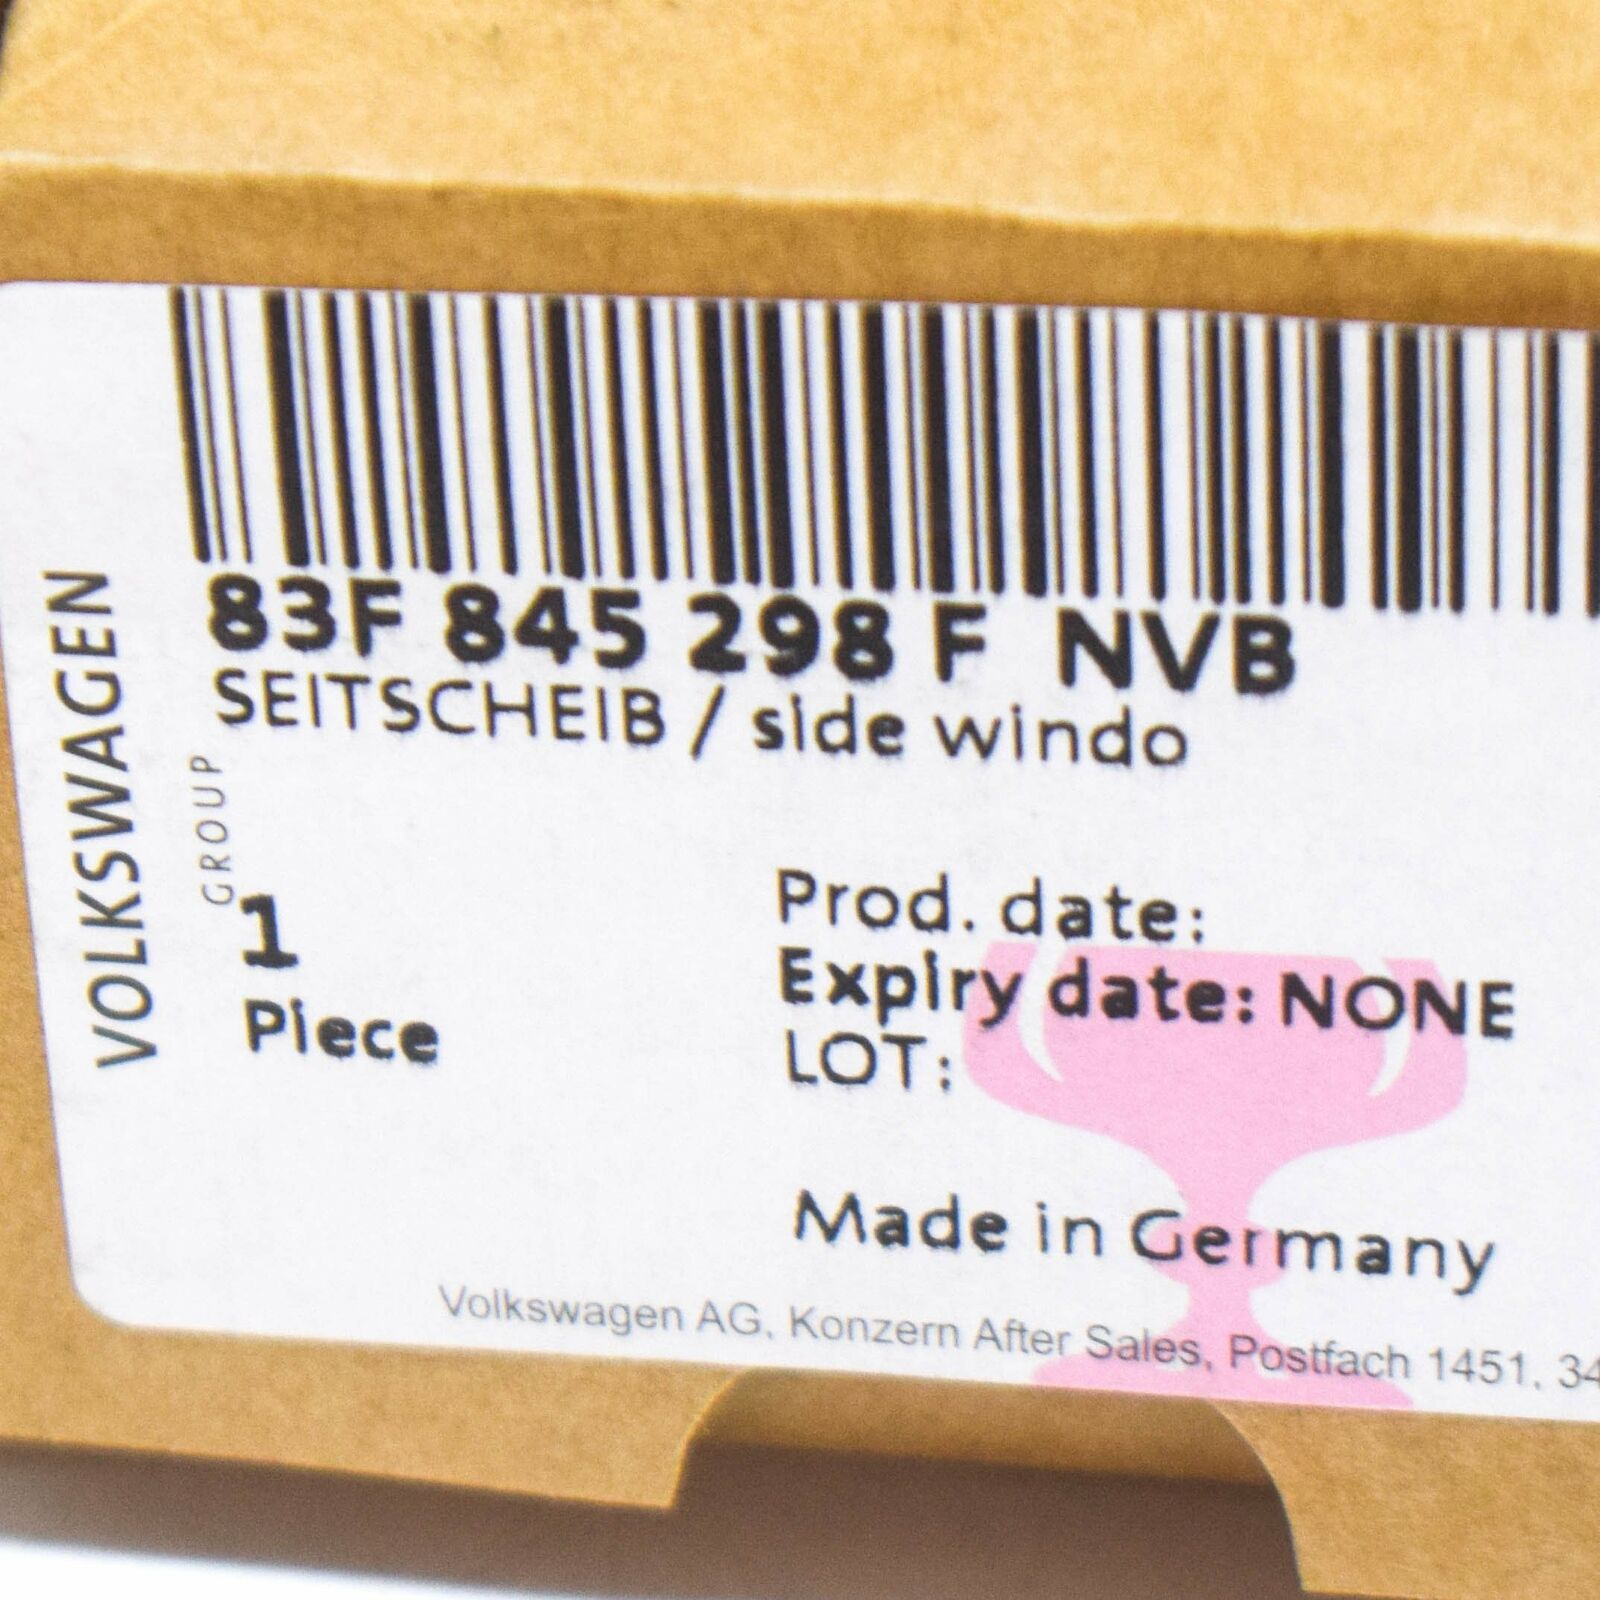 83F 845 298 F NVB
SEITSCHEIB / side windo
VOLKSWAGEN
GROUP
1
Piece
Prod. date:
Expiry date: NONE
LOT:
Made in Germany
Volkswagen AG, Konzern After Sales, Postfach 1451, 34